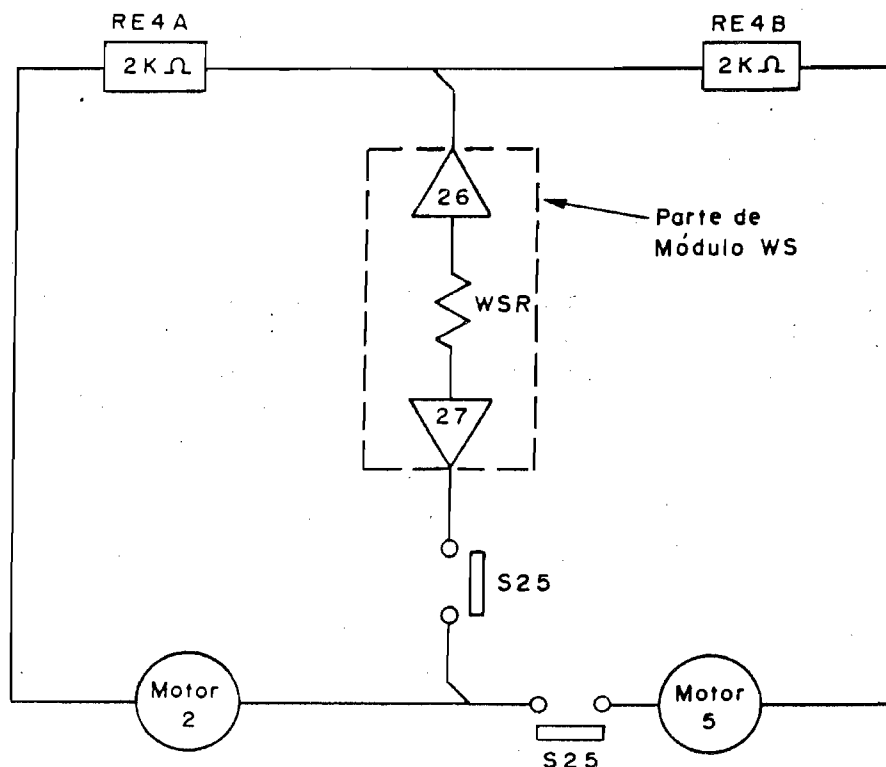 RE4A
RE4B
2KΩ
2KΩ
26
Parte de
Módulo WS
WSR
27
S25
Motor
2
Motor
5
S25